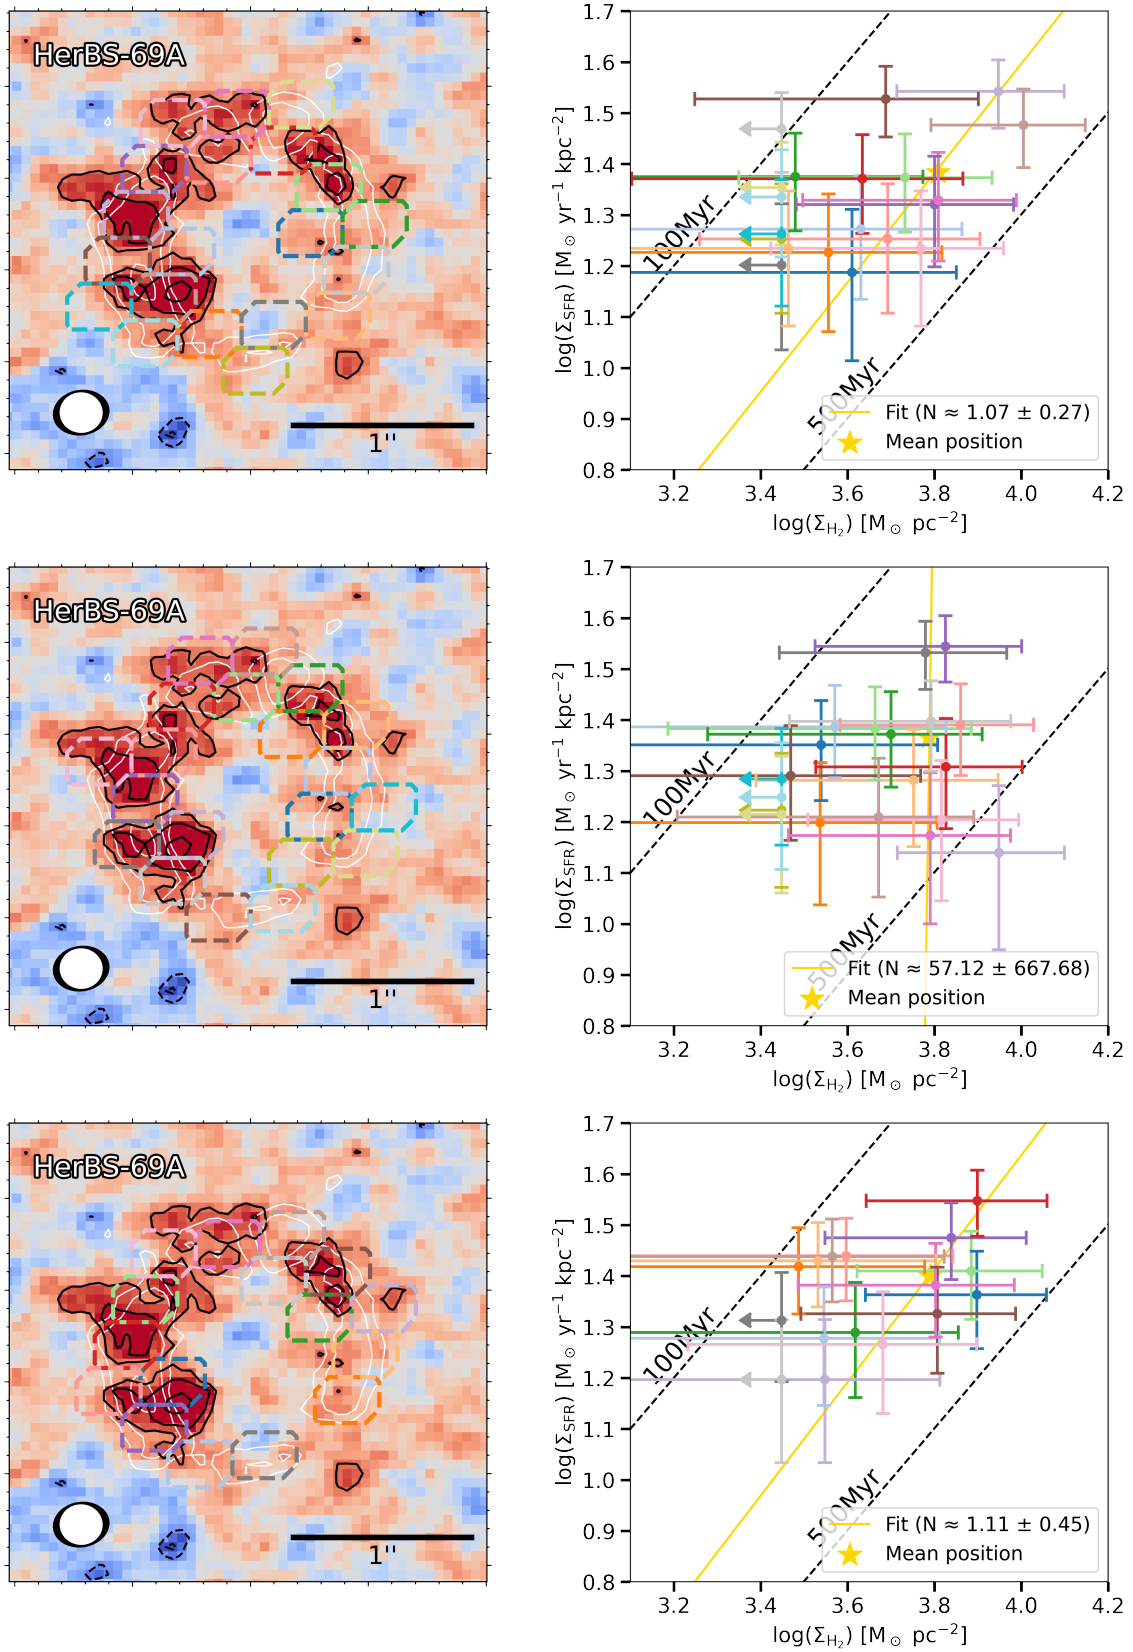 HerBS-69A
1''
1.7
1.6
1.5
1.4
1.3
1.2
1.1
1.0
0.9
0.8
log(Σ_SFR) [M_⊙ yr⁻¹ kpc⁻²]
100Myr
500Myr
Fit (N ≈ 1.07 ± 0.27)
Mean position
3.2 3.4 3.6 3.8 4.0 4.2
log(Σ_H₂) [M_⊙ pc⁻²]
HerBS-69A
1''
1.7
1.6
1.5
1.4
1.3
1.2
1.1
1.0
0.9
0.8
log(Σ_SFR) [M_⊙ yr⁻¹ kpc⁻²]
100Myr
500Myr
Fit (N ≈ 57.12 ± 667.68)
Mean position
3.2 3.4 3.6 3.8 4.0 4.2
log(Σ_H₂) [M_⊙ pc⁻²]
HerBS-69A
1''
1.7
1.6
1.5
1.4
1.3
1.2
1.1
1.0
0.9
0.8
log(Σ_SFR) [M_⊙ yr⁻¹ kpc⁻²]
100Myr
500Myr
Fit (N ≈ 1.11 ± 0.45)
Mean position
3.2 3.4 3.6 3.8 4.0 4.2
log(Σ_H₂) [M_⊙ pc⁻²]